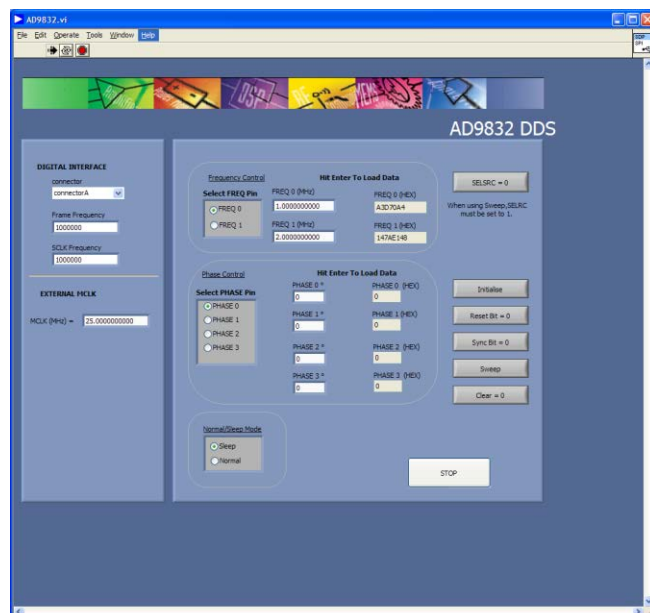 AD9832.vi
File Edit Operate Tools Window Help
AD9832 DDS
DIGITAL INTERFACE
connector
connectorA
Frame Frequency
1000000
SCLK Frequency
1000000
EXTERNAL MCLK
MCLK (MHz) = 25.0000000000
Frequency Control
Hit Enter To Load Data
Select FREQ Pin
FREQ 0
FREQ 1
FREQ 0 (MHz)
1.0000000000
FREQ 1 (MHz)
2.0000000000
FREQ 0 (HEX)
A3D70A4
FREQ 1 (HEX)
147AE148
SELSRC = 0
When using Sweep,SELRC
must be set to 1.
Phase Control
Hit Enter To Load Data
Select PHASE Pin
PHASE 0
PHASE 1
PHASE 2
PHASE 3
PHASE 0 °
0
PHASE 1 °
0
PHASE 2 °
0
PHASE 3 °
0
PHASE 0 (HEX)
0
PHASE 1 (HEX)
0
PHASE 2 (HEX)
0
PHASE 3 (HEX)
0
Initialise
Reset Bit = 0
Sync Bit = 0
Sweep
Clear = 0
Normal/Sleep Mode
Sleep
Normal
STOP